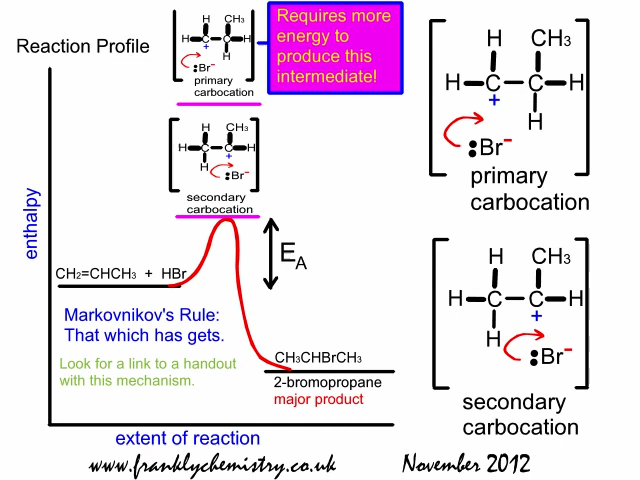 Reaction Profile
H CH₃
H C C H
+
H
:Br⁻
primary
carbocation
Requires more
energy to
produce this
intermediate!
H CH₃
H C C H
+
H
:Br⁻
secondary
carbocation
enthalpy
CH₂=CHCH₃ + HBr
EA
Markovnikov's Rule:
That which has gets.
Look for a link to a handout
with this mechanism.
CH₃CHBrCH₃
2-bromopropane
major product
extent of reaction
H CH₃
H C C H
+
H
:Br⁻
primary
carbocation
H CH₃
H C C H
+
H
:Br⁻
secondary
carbocation
www.franklychemistry.co.uk November 2012